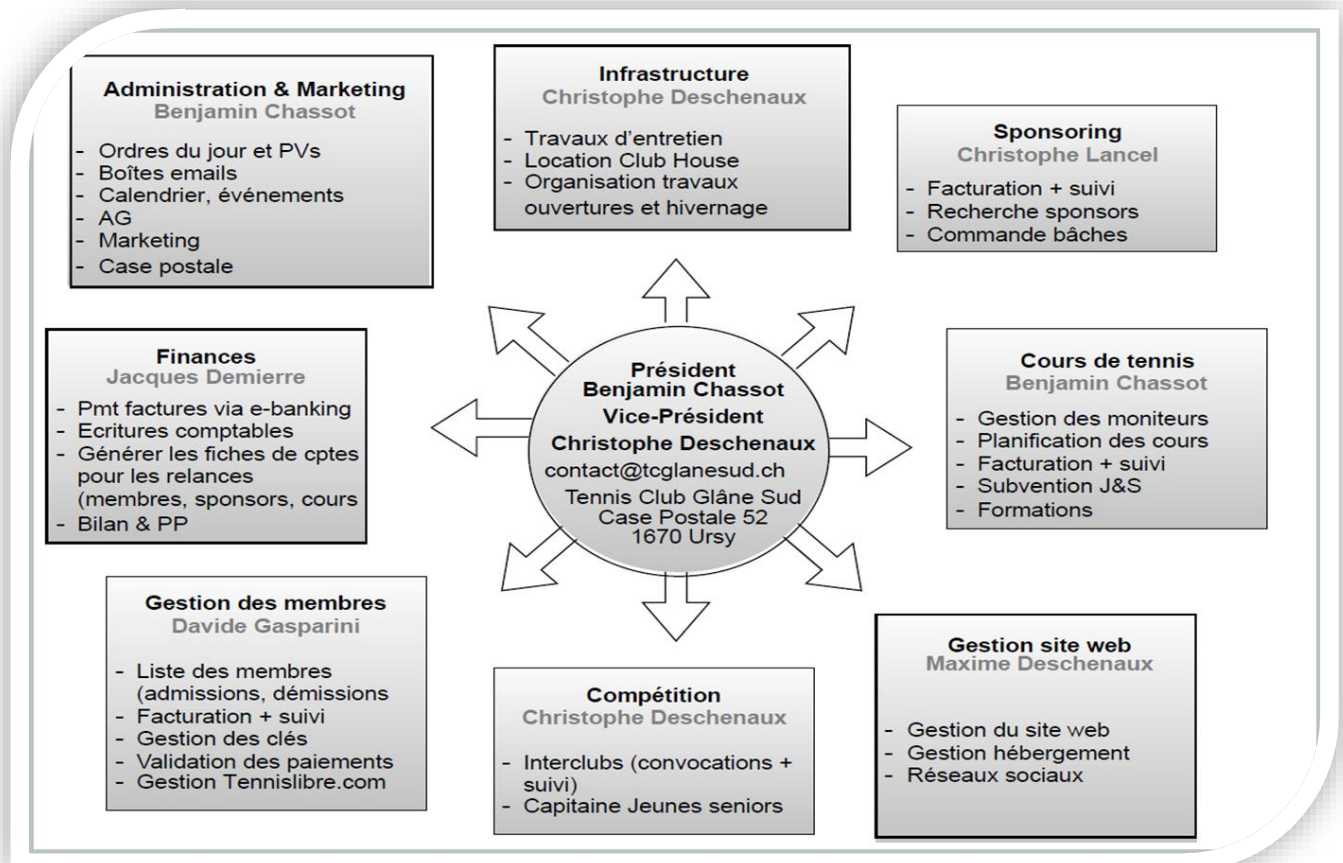 Administration & Marketing
Benjamin Chassot
- Ordres du jour et PVs
- Boîtes emails
- Calendrier, événements
- AG
- Marketing
- Case postale
Infrastructure
Christophe Deschenaux
- Travaux d'entretien
- Location Club House
- Organisation travaux
ouvertures et hivernage
Sponsoring
Christophe Lancel
- Facturation + suivi
- Recherche sponsors
- Commande bâches
Finances
Jacques Demierre
- Pmt factures via e-banking
- Ecritures comptables
- Générer les fiches de cptes
pour les relances
(membres, sponsors, cours
- Bilan & PP
Président
Benjamin Chassot
Vice-Président
Christophe Deschenaux
contact@tcglanesud.ch
Tennis Club Glâne Sud
Case Postale 52
1670 Ursy
Cours de tennis
Benjamin Chassot
- Gestion des moniteurs
- Planification des cours
- Facturation + suivi
- Subvention J&S
- Formations
Gestion des membres
Davide Gasparini
- Liste des membres
(admissions, démissions
- Facturation + suivi
- Gestion des clés
- Validation des paiements
- Gestion Tennislibre.com
Compétition
Christophe Deschenaux
- Interclubs (convocations +
suivi)
- Capitaine Jeunes seniors
Gestion site web
Maxime Deschenaux
- Gestion du site web
- Gestion hébergement
- Réseaux sociaux